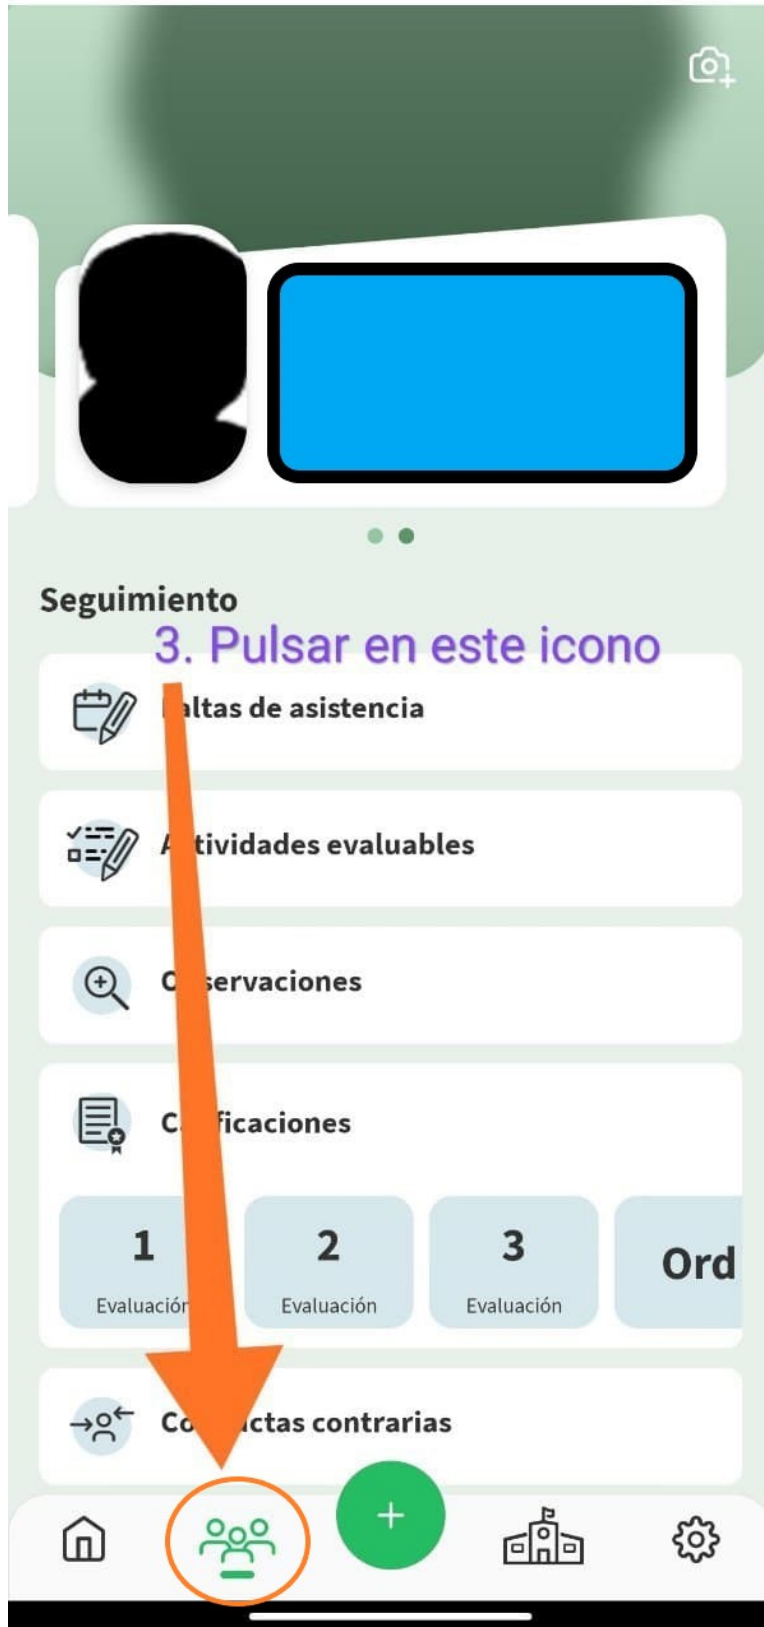 Seguimiento
3. Pulsar en este icono
altas de asistencia
tividades evaluables
servaciones
ficaciones
1
2
3
Ord
Evaluación
Evaluación
Evaluación
ctas contrarias
+